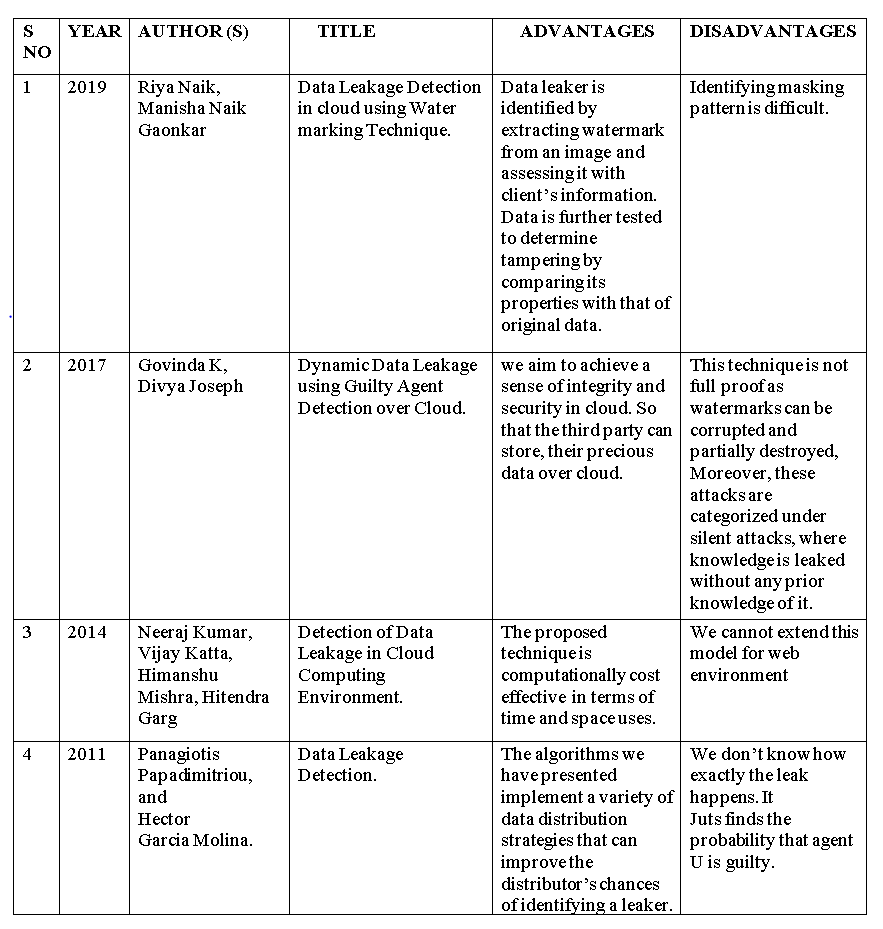 S NO YEAR AUTHOR (S) TITLE ADVANTAGES DISADVANTAGES
1
2019
Riya Naik,
Manisha Naik
Gaonkar
Data Leakage Detection
in cloud using Water
marking Technique.
Data leaker is
identified by
extracting watermark
from an image and
assessing it with
client’s information.
Data is further tested
to determine
tampering by
comparing its
properties with that of
original data.
Identifying masking
pattern is difficult.
2
2017
Govinda K,
Divya Joseph
Dynamic Data Leakage
using Guilty Agent
Detection over Cloud.
we aim to achieve a
sense of integrity and
security in cloud. So
that the third party can
store, their precious
data over cloud.
This technique is not
full proof as
watermarks can be
corrupted and
partially destroyed,
Moreover, these
attacks are
categorized under
silent attacks, where
knowledge is leaked
without any prior
knowledge of it.
3
2014
Neeraj Kumar,
Vijay Katta,
Himanshu
Mishra, Hitendra
Garg
Detection of Data
Leakage in Cloud
Computing
Environment.
The proposed
technique is
computationally cost
effective in terms of
time and space uses.
We cannot extend this
model for web
environment
4
2011
Panagiotis
Papadimitriou,
and
Hector
Garcia Molina.
Data Leakage
Detection.
The algorithms we
have presented
implement a variety of
data distribution
strategies that can
improve the
distributor’s chances
of identifying a leaker.
We don’t know how
exactly the leak
happens. It
Juts finds the
probability that agent
U is guilty.